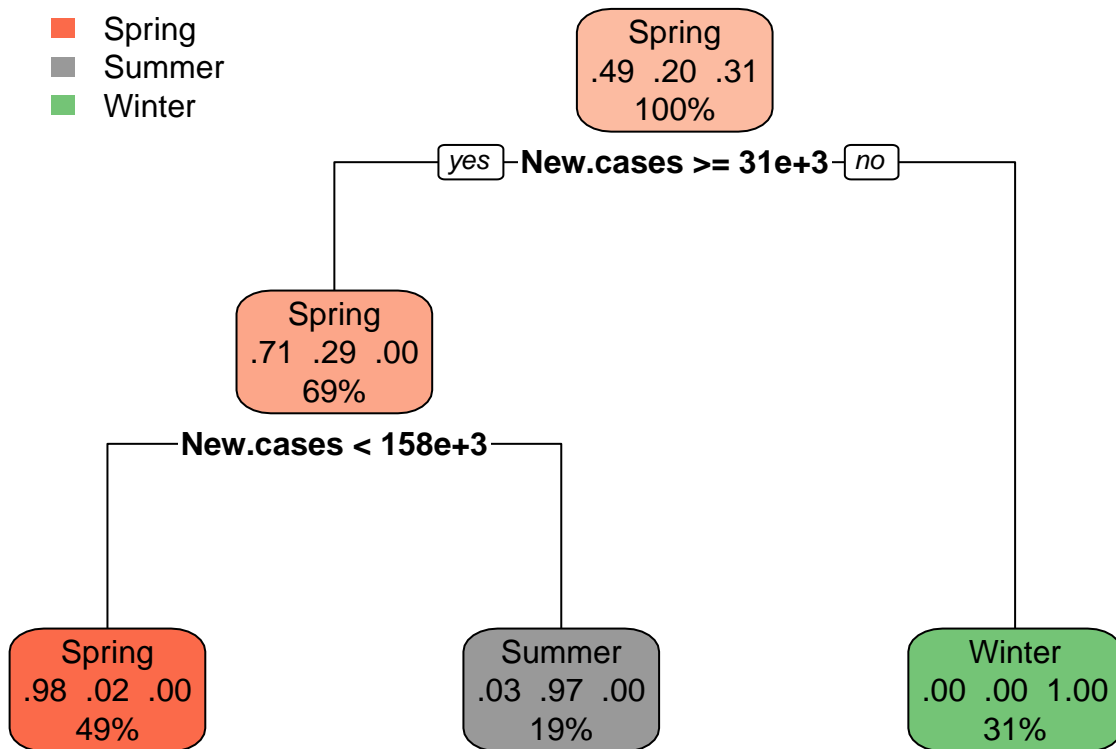 Spring
Summer
Winter
Spring
.49 .20 .31
100%
yes New.cases >= 31e+3 no
Spring
.71 .29 .00
69%
New.cases < 158e+3
Spring
.98 .02 .00
49%
Summer
.03 .97 .00
19%
Winter
.00 .00 1.00
31%